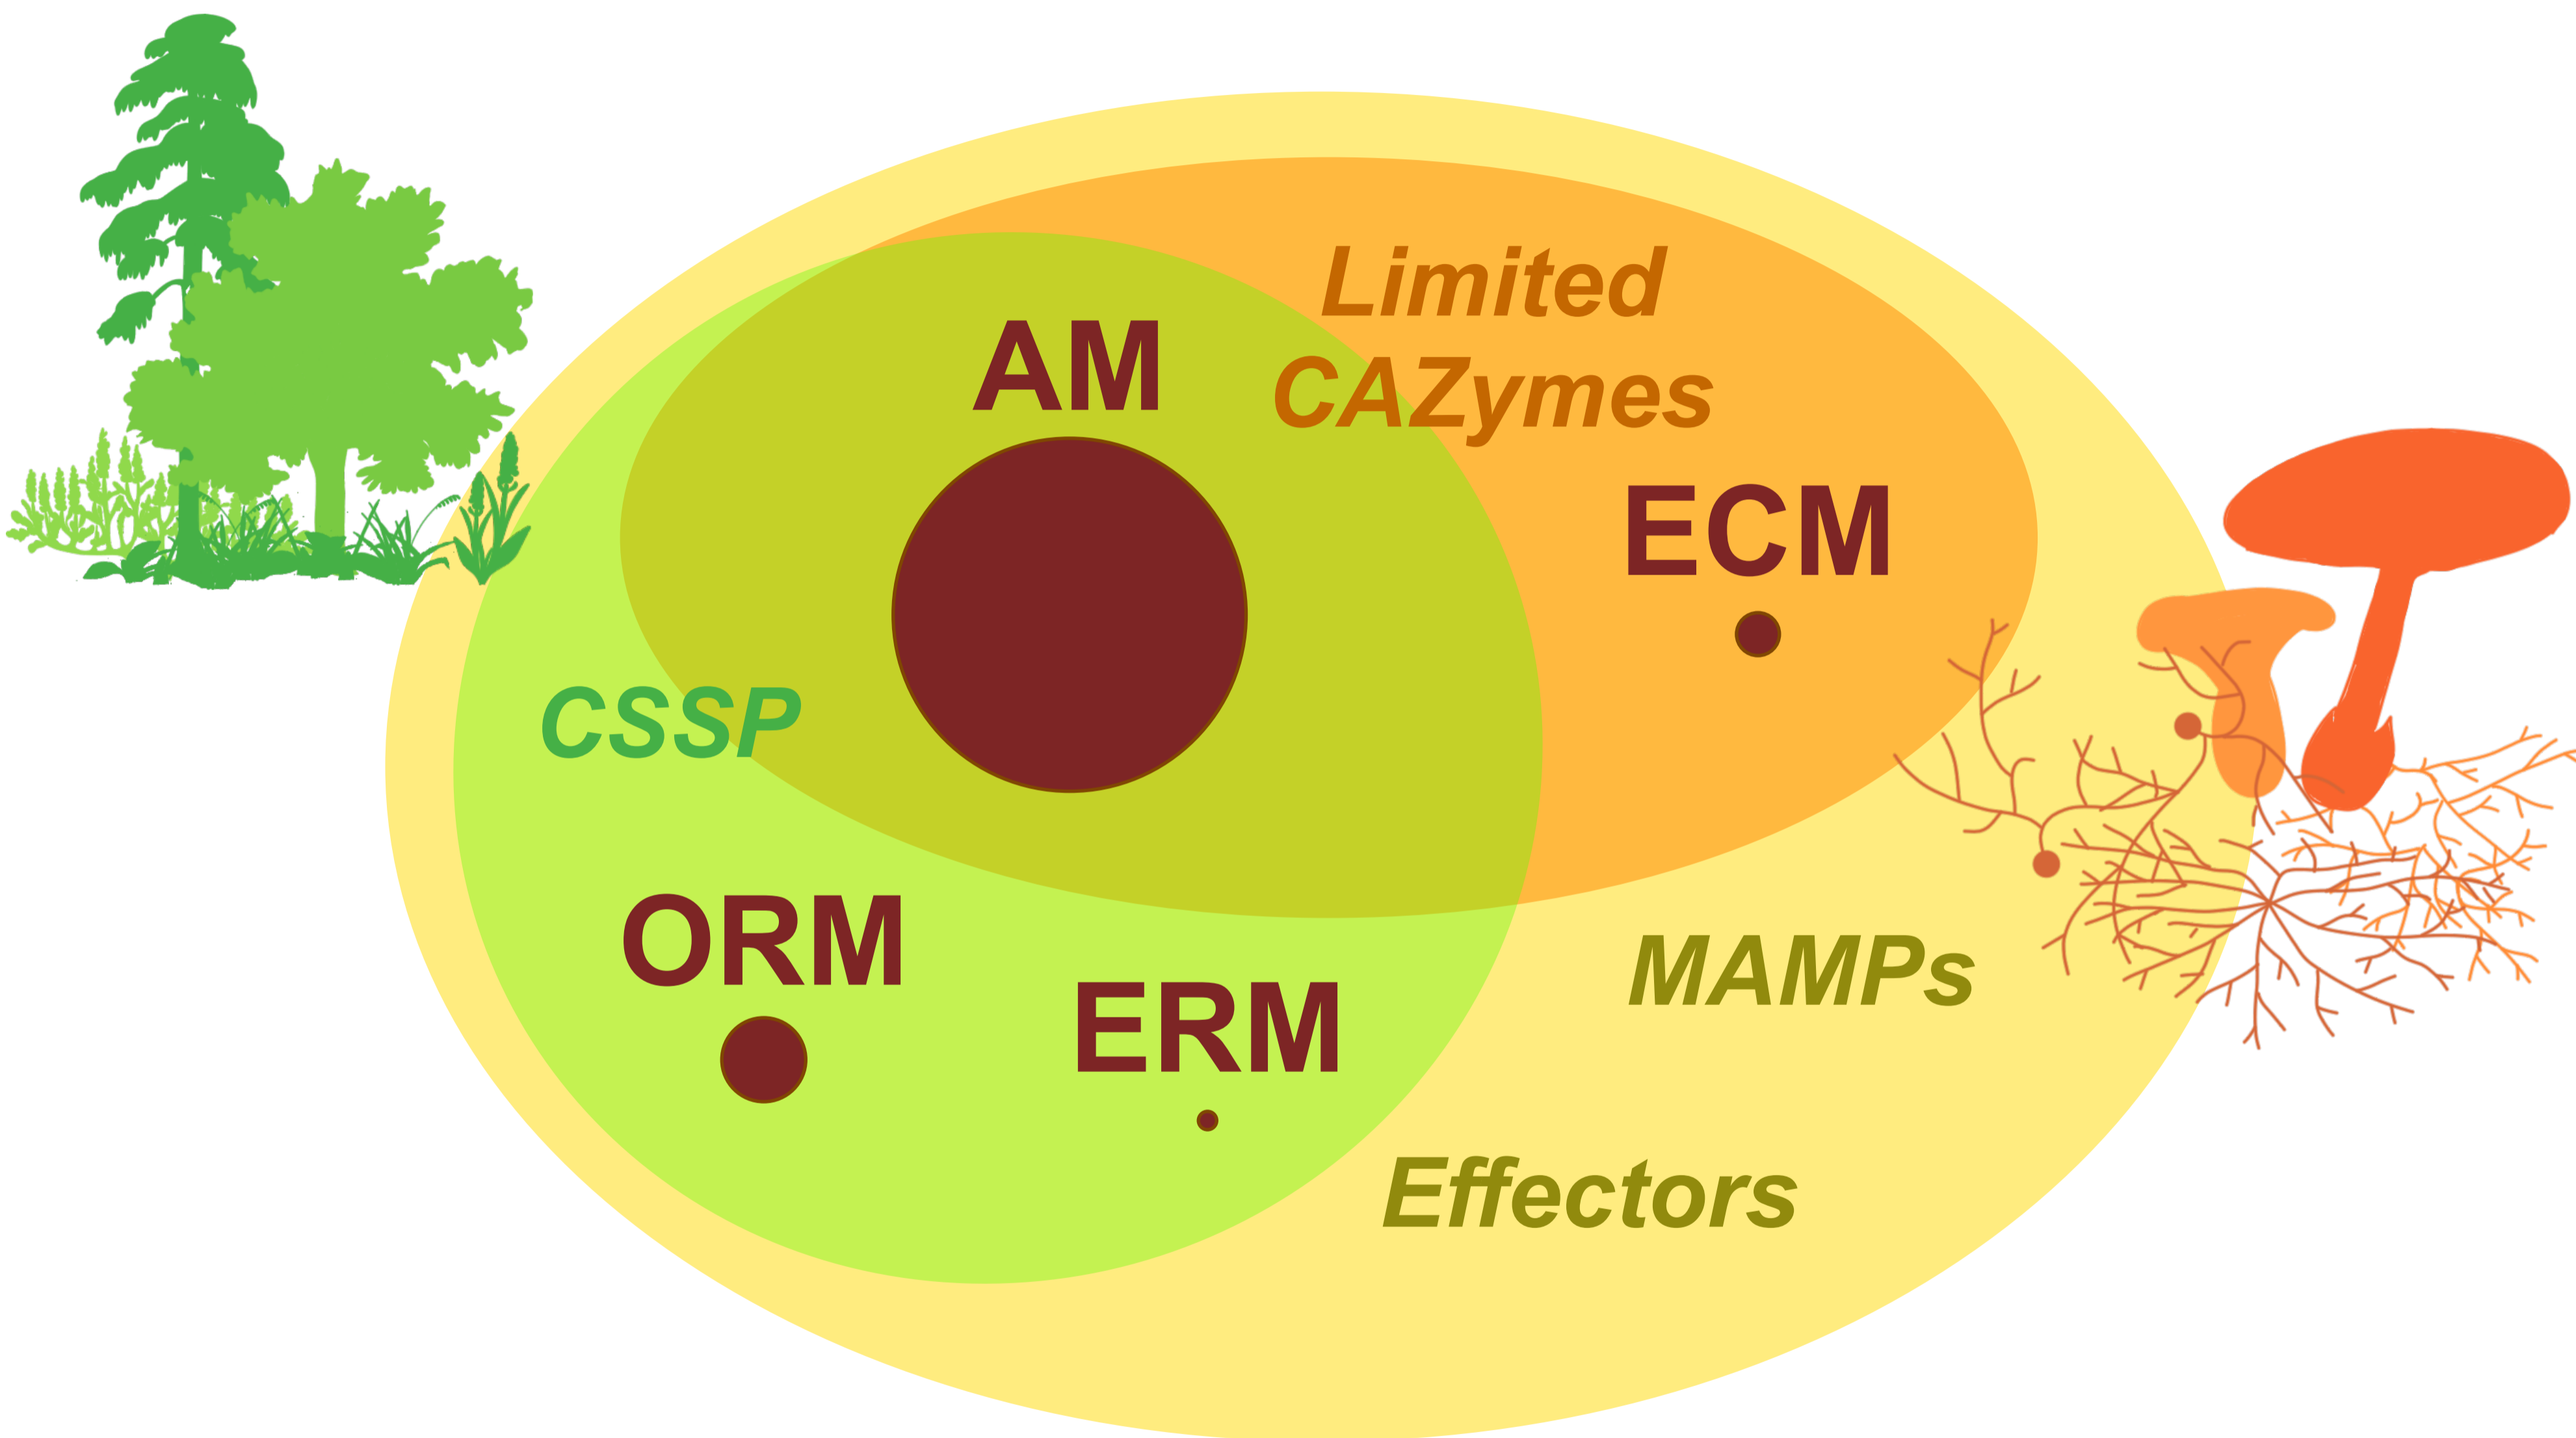 Limited
CAZymes
AM
ECM
CSSP
ORM
ERM
MAMPs
Effectors